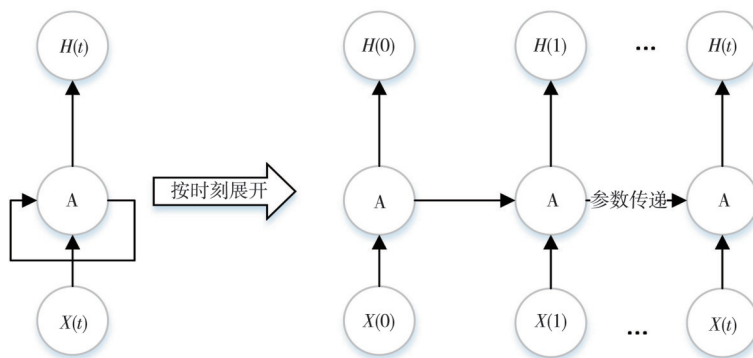 H(t)
H(0)
H(1)
...
H(t)
A
按时刻展开
A
A
参数传递
A
X(t)
X(0)
X(1)
...
X(t)